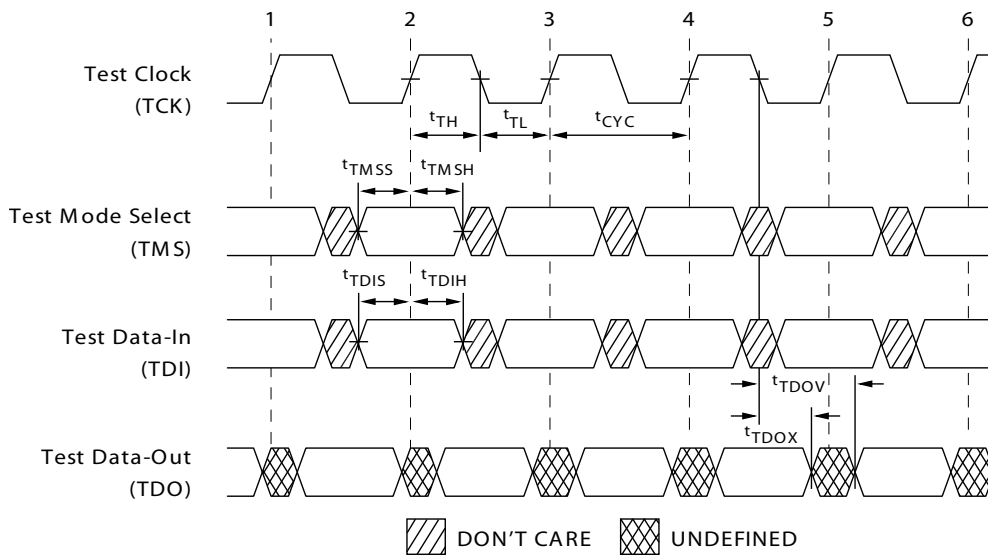 1 2 3 4 5 6
Test Clock
(TCK)
tTH tTL tCYC
tTMSS tTMSH
Test Mode Select
(TMS)
tTDIS tTDIH
Test Data-In
(TDI)
tTDOV
tTDOX
Test Data-Out
(TDO)
DON'T CARE UNDEFINED